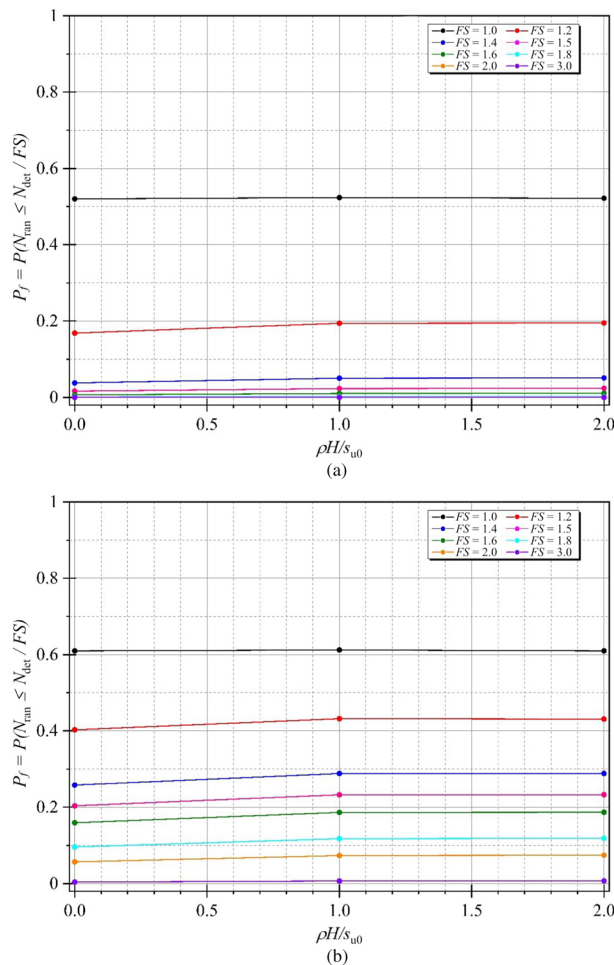 1
0.8
0.6
0.4
0.2
0
P_f = P(N_ran ≤ N_det / FS)
FS = 1.0 FS = 1.2
FS = 1.4 FS = 1.5
FS = 1.6 FS = 1.8
FS = 2.0 FS = 3.0
0.0 0.5 1.0 1.5 2.0
ρH/s_u0
(a)
1
0.8
0.6
0.4
0.2
0
P_f = P(N_ran ≤ N_det / FS)
FS = 1.0 FS = 1.2
FS = 1.4 FS = 1.5
FS = 1.6 FS = 1.8
FS = 2.0 FS = 3.0
0.0 0.5 1.0 1.5 2.0
ρH/s_u0
(b)